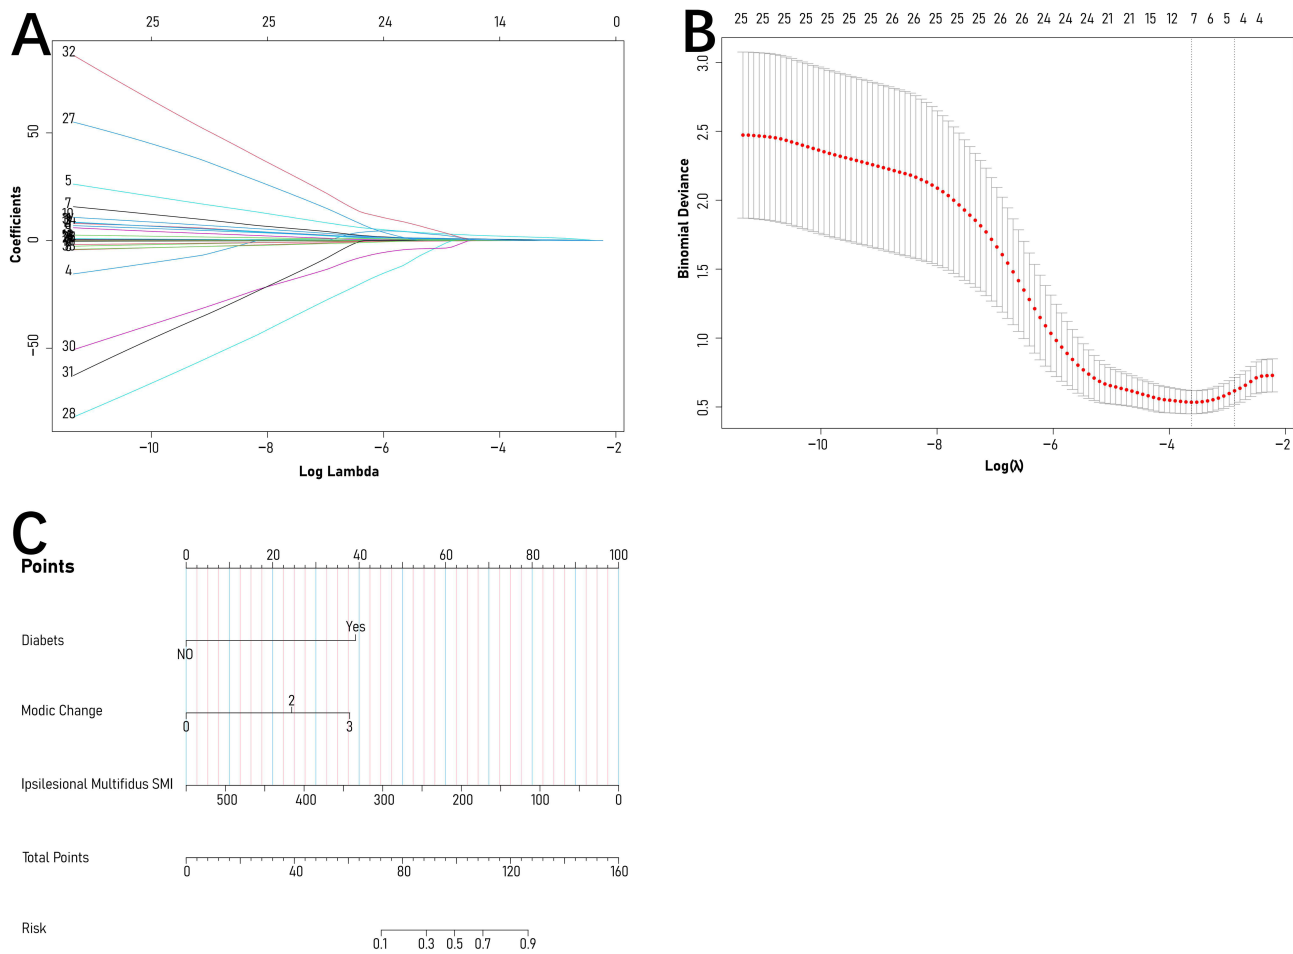 A
25 25 24 14 0
32
27
5
7
4
30
31
28
50
0
−50
Coefficients
−10 −8 −6 −4 −2
Log Lambda
B
25 25 25 25 25 25 25 26 26 25 25 25 26 26 24 24 24 21 21 15 12 7 6 5 4 4
3.0
2.5
2.0
1.5
1.0
0.5
Binomial Deviance
−10 −8 −6 −4 −2
Log(λ)
C
Points
0 20 40 60 80 100
Diabets
Yes
NO
Modic Change
2
0 3
Ipsilesional Multifidus SMI
500 400 300 200 100 0
Total Points
0 40 80 120 160
Risk
0.1 0.3 0.5 0.7 0.9